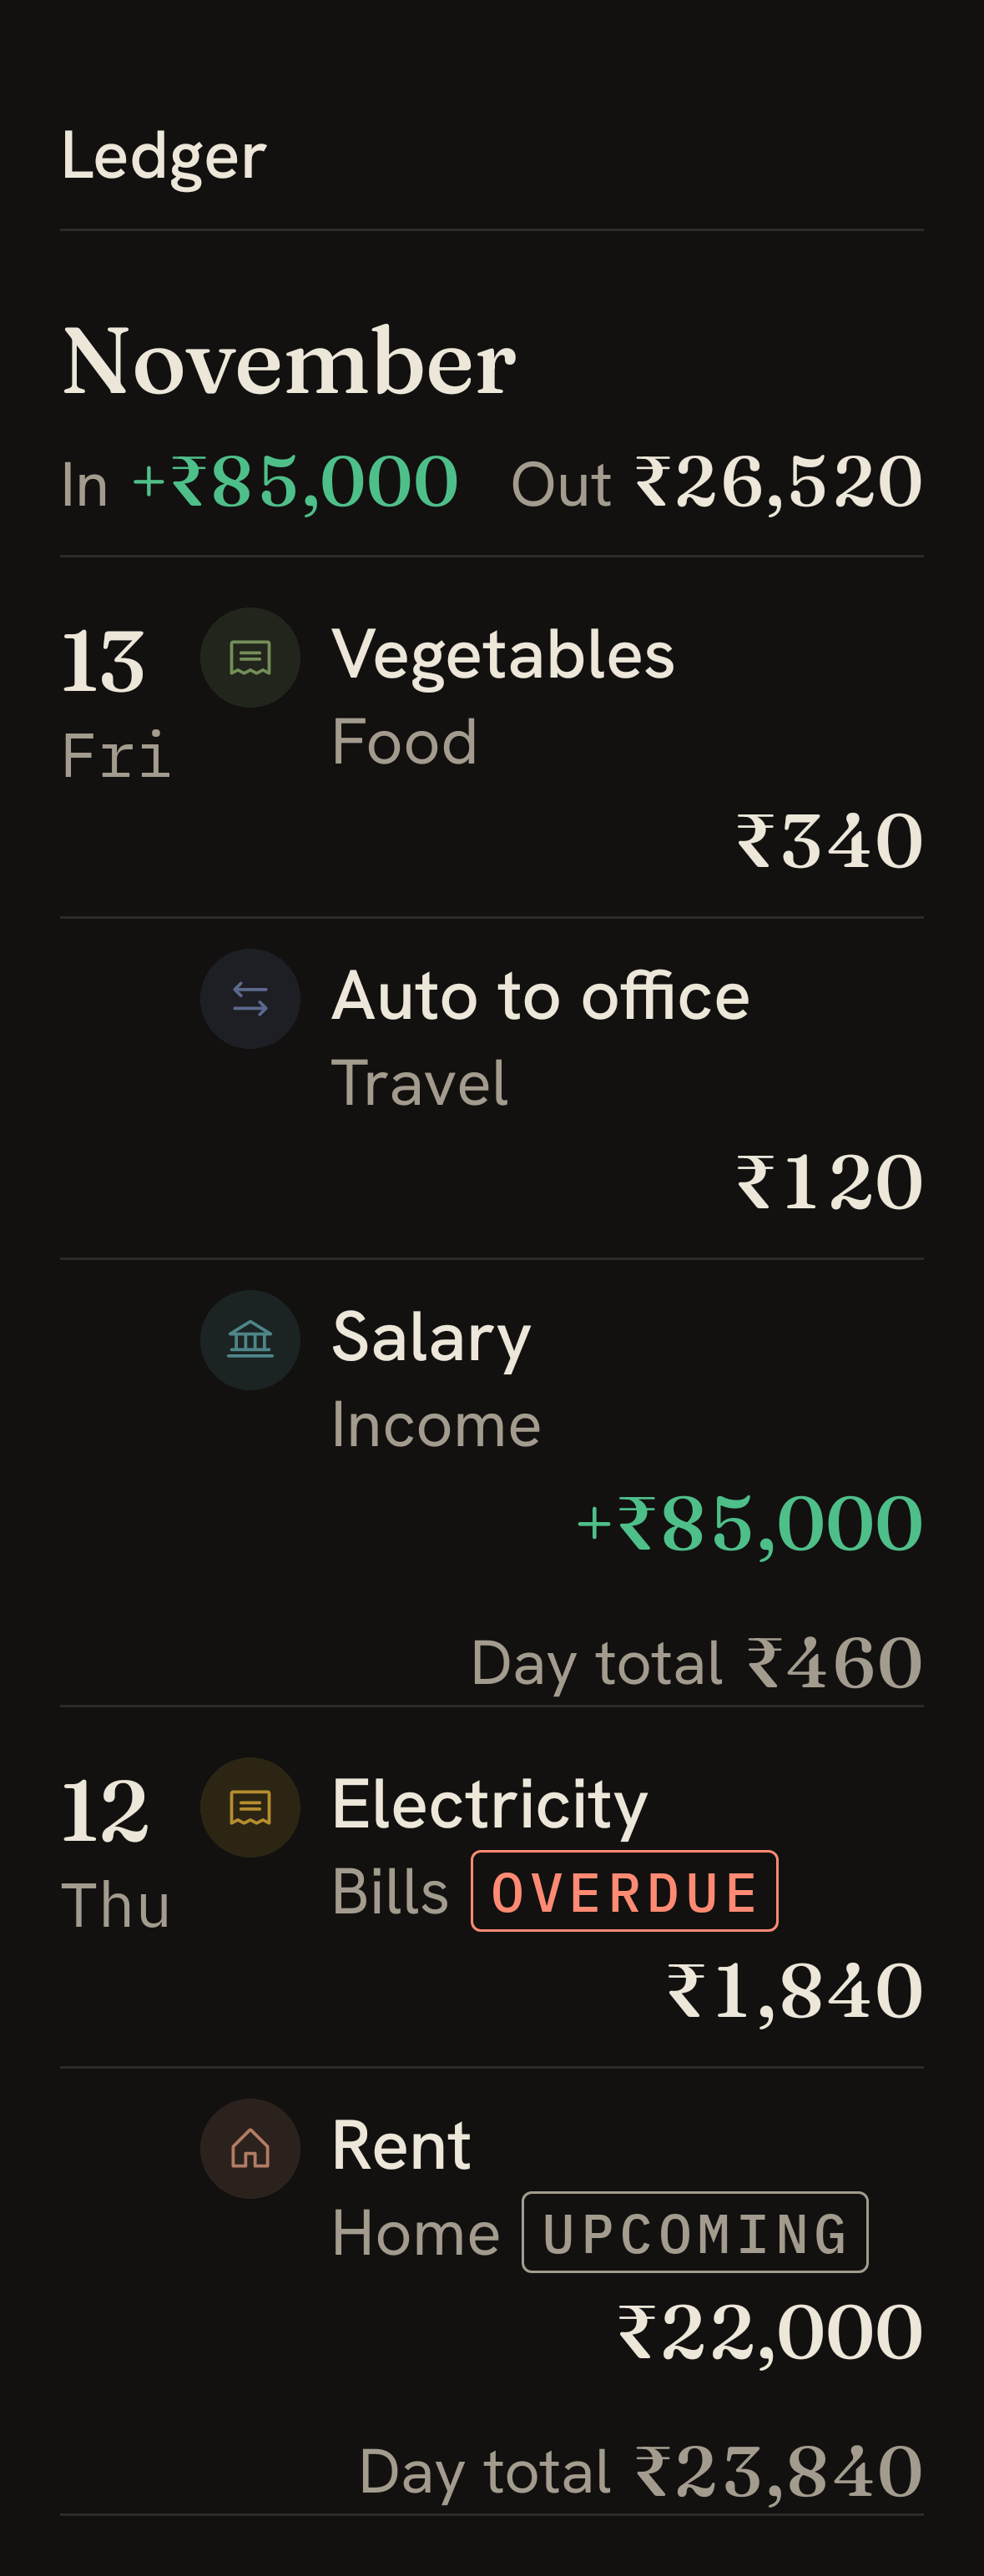 Ledger
November
In +₹85,000 Out ₹26,520
13 Vegetables
Fri Food
₹340
Auto to office
Travel
₹120
Salary
Income
+₹85,000
Day total ₹460
12 Electricity
Thu Bills OVERDUE
₹1,840
Rent
Home UPCOMING
₹22,000
Day total ₹23,840